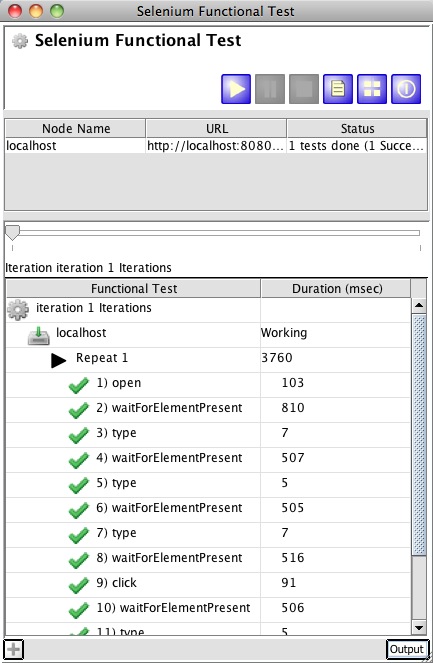 Selenium Functional Test
Selenium Functional Test
Node Name URL Status
localhost http://localhost:8080... 1 tests done (1 Succe...
Iteration iteration 1 Iterations
Functional Test Duration (msec)
iteration 1 Iterations
localhost Working
Repeat 1 3760
1) open 103
2) waitForElementPresent 810
3) type 7
4) waitForElementPresent 507
5) type 5
6) waitForElementPresent 505
7) type 7
8) waitForElementPresent 516
9) click 91
10) waitForElementPresent 506
11) type 5
Output